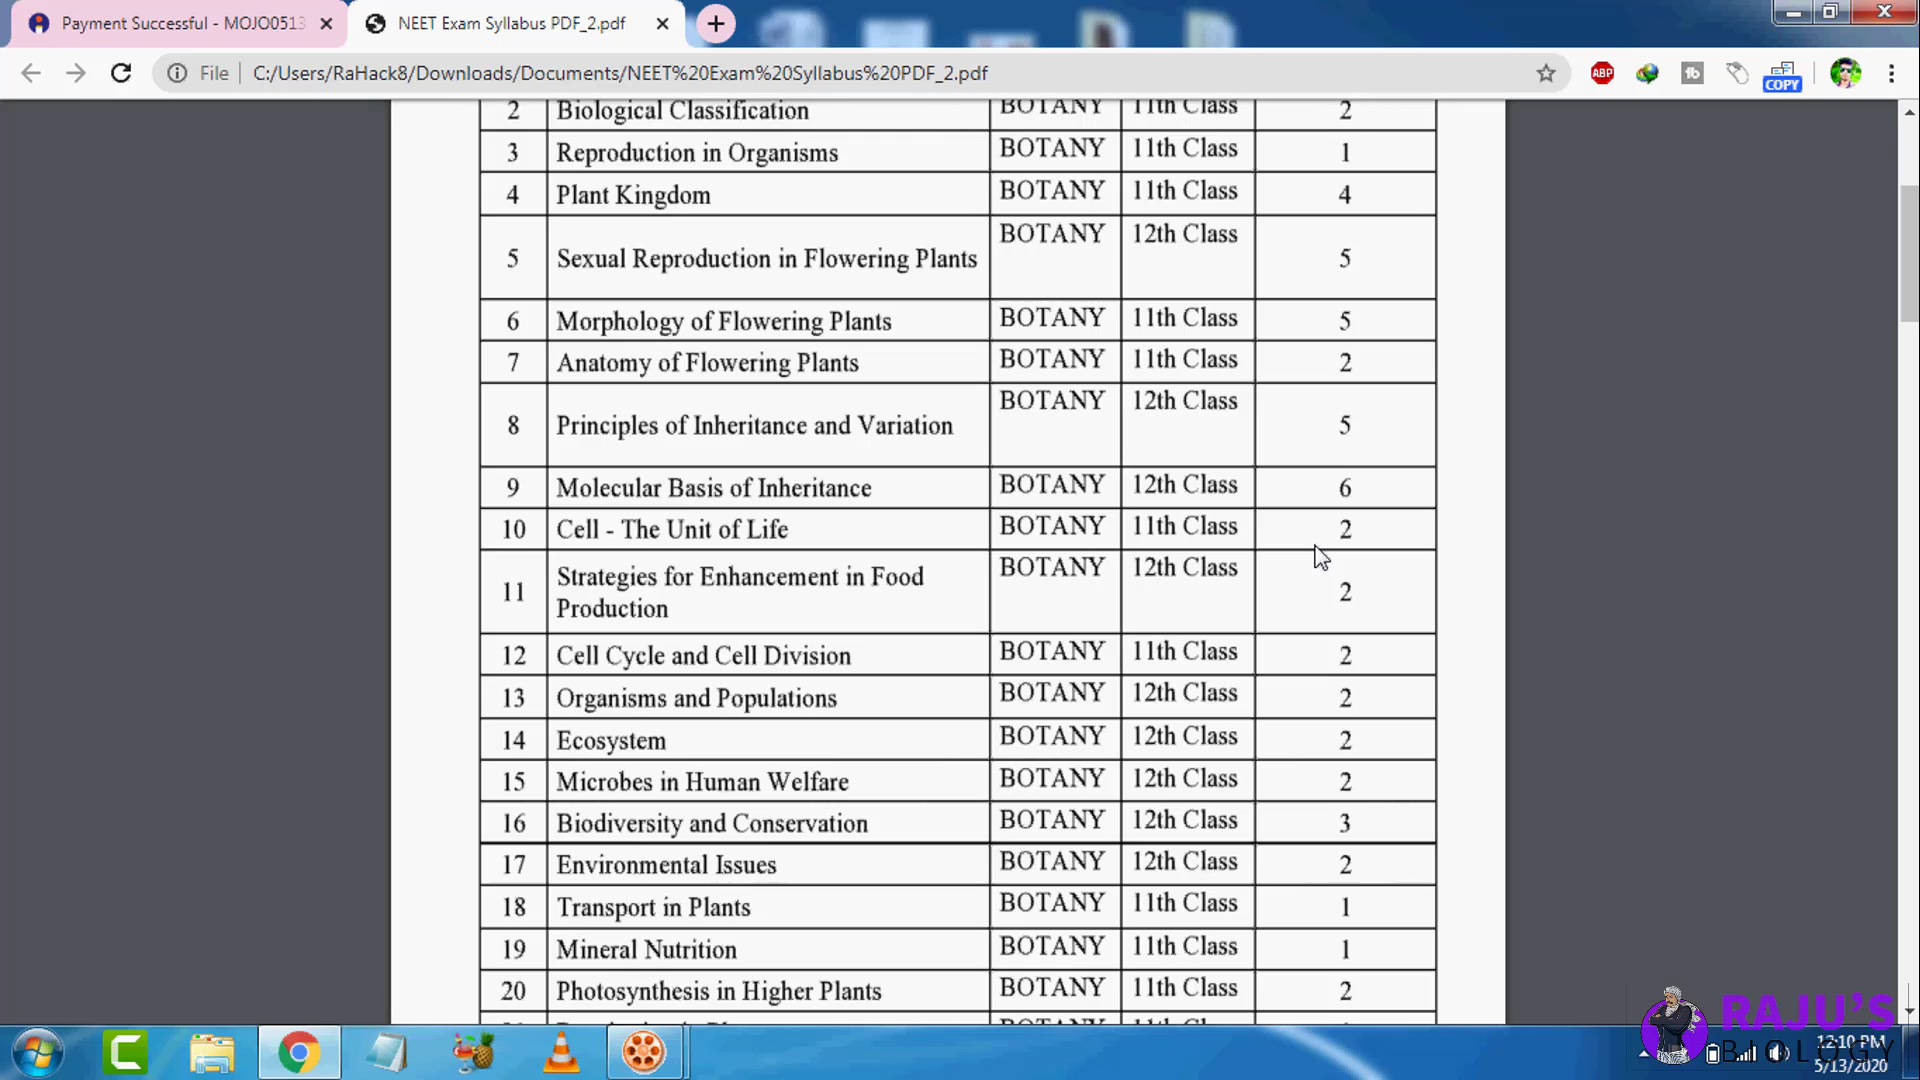 Payment Successful - MOJO0513
NEET Exam Syllabus PDF_2.pdf
File
C:/Users/RaHack8/Downloads/Documents/NEET%20Exam%20Syllabus%20PDF_2.pdf
ABP
COPY
2 Biological Classification BOTANY 11th Class 2
3 Reproduction in Organisms BOTANY 11th Class 1
4 Plant Kingdom BOTANY 11th Class 4
5 Sexual Reproduction in Flowering Plants BOTANY 12th Class 5
6 Morphology of Flowering Plants BOTANY 11th Class 5
7 Anatomy of Flowering Plants BOTANY 11th Class 2
8 Principles of Inheritance and Variation BOTANY 12th Class 5
9 Molecular Basis of Inheritance BOTANY 12th Class 6
10 Cell - The Unit of Life BOTANY 11th Class 2
11 Strategies for Enhancement in Food BOTANY 12th Class 2
Production
12 Cell Cycle and Cell Division BOTANY 11th Class 2
13 Organisms and Populations BOTANY 12th Class 2
14 Ecosystem BOTANY 12th Class 2
15 Microbes in Human Welfare BOTANY 12th Class 2
16 Biodiversity and Conservation BOTANY 12th Class 3
17 Environmental Issues BOTANY 12th Class 2
18 Transport in Plants BOTANY 11th Class 1
19 Mineral Nutrition BOTANY 11th Class 1
20 Photosynthesis in Higher Plants BOTANY 11th Class 2
RAJU'S
BIOLOGY
12:10 PM
5/13/2020